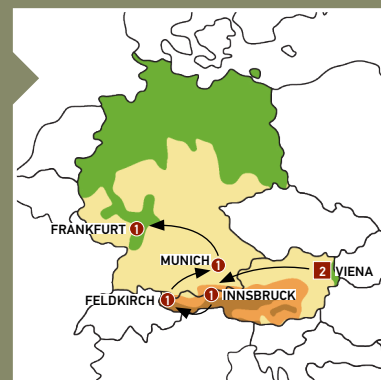 FRANKFURT 1
MUNICH 1
2 VIENA
FELDKIRCH 1
1 INNSBRUCK